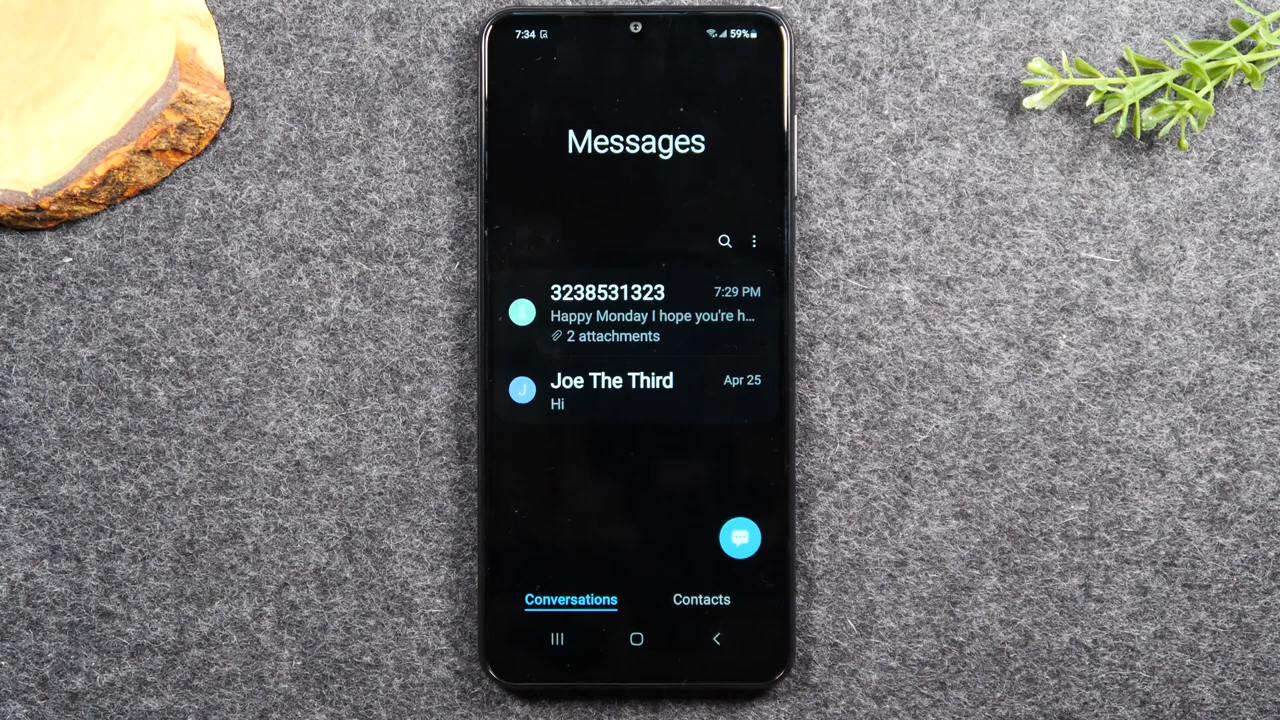 7:34 59%
Messages
3238531323 7:29 PM
Happy Monday I hope you're h...
2 attachments
J Joe The Third Apr 25
Hi
Conversations Contacts